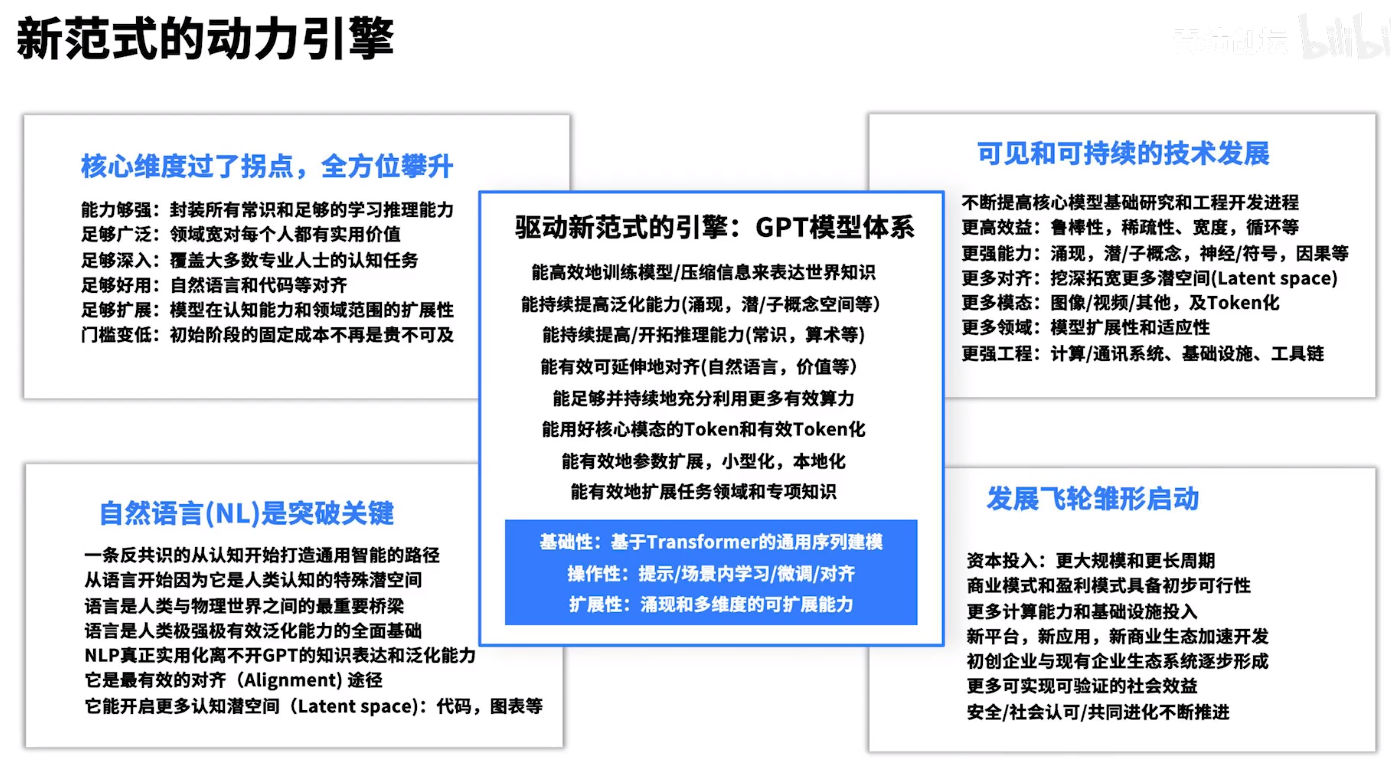 新范式的动力引擎
bilibi
核心维度过了拐点，全方位攀升
能力够强：封装所有常识和足够的学习推理能力
足够广泛：领域宽对每个人都有实用价值
足够深入：覆盖大多数专业人士的认知任务
足够好用：自然语言和代码等对齐
足够扩展：模型在认知能力和领域范围的扩展性
门槛变低：初始阶段的固定成本不再是贵不可及
可见和可持续的技术发展
不断提高核心模型基础研究和工程开发进程
更高效益：鲁棒性，稀疏性、宽度，循环等
更强能力：涌现，潜/子概念，神经/符号，因果等
更多对齐：挖深拓宽更多潜空间(Latent space)
更多模态：图像/视频/其他，及Token化
更多领域：模型扩展性和适应性
更强工程：计算/通讯系统、基础设施、工具链
驱动新范式的引擎：GPT模型体系
能高效地训练模型/压缩信息来表达世界知识
能持续提高泛化能力(涌现，潜/子概念空间等）
能持续提高/开拓推理能力(常识，算术等)
能有效可延伸地对齐(自然语言，价值等）
能足够并持续地充分利用更多有效算力
能用好核心模态的Token和有效Token化
能有效地参数扩展，小型化，本地化
能有效地扩展任务领域和专项知识
基础性：基于Transformer的通用序列建模
操作性：提示/场景内学习/微调/对齐
扩展性：涌现和多维度的可扩展能力
自然语言(NL)是突破关键
一条反共识的从认知开始打造通用智能的路径
从语言开始因为它是人类认知的特殊潜空间
语言是人类与物理世界之间的最重要桥梁
语言是人类极强极有效泛化能力的全面基础
NLP真正实用化离不开GPT的知识表达和泛化能力
它是最有效的对齐（Alignment) 途径
它能开启更多认知潜空间（Latent space)：代码，图表等
发展飞轮雏形启动
资本投入：更大规模和更长周期
商业模式和盈利模式具备初步可行性
更多计算能力和基础设施投入
新平台，新应用，新商业生态加速开发
初创企业与现有企业生态系统逐步形成
更多可实现可验证的社会效益
安全/社会认可/共同进化不断推进